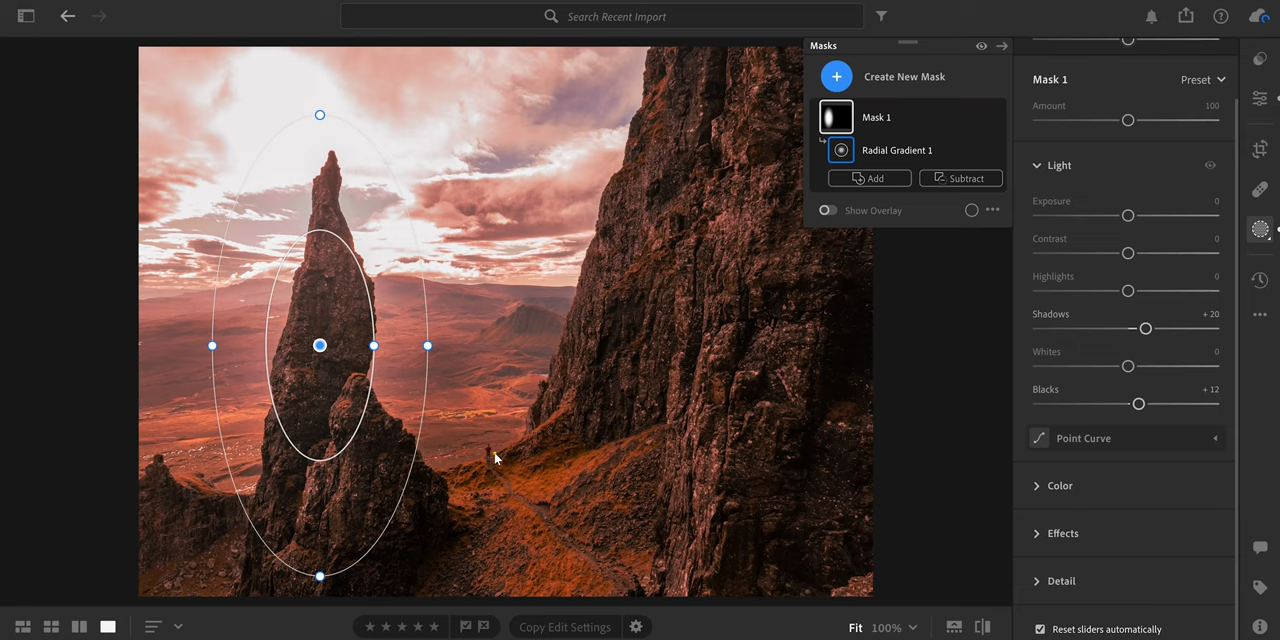 Search Recent Import
Masks
Create New Mask
Mask 1
Radial Gradient 1
Add
Subtract
Show Overlay
Mask 1
Preset
Amount
100
Light
Exposure
0
Contrast
0
Highlights
0
Shadows
+ 20
Whites
0
Blacks
+ 12
Point Curve
Color
Effects
Detail
Reset sliders automatically
Copy Edit Settings
Fit
100%